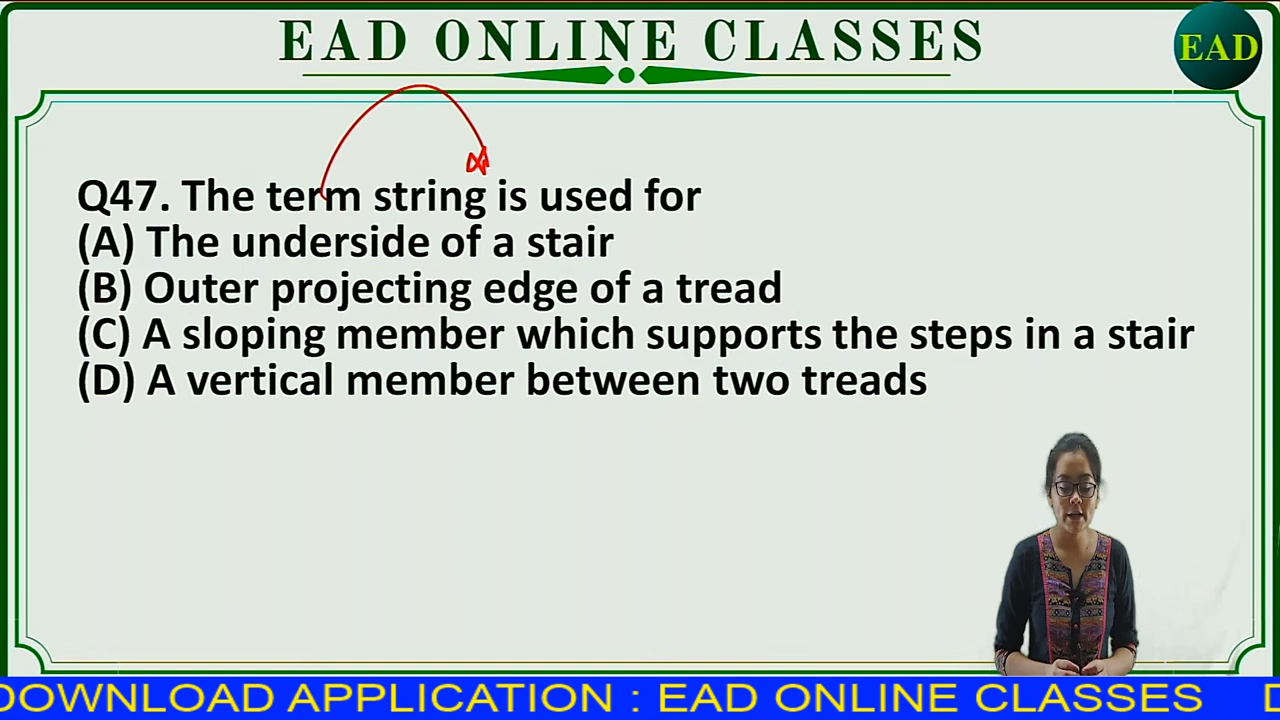 EAD ONLINE CLASSES
EAD
Q47. The term string is used for
(A) The underside of a stair
(B) Outer projecting edge of a tread
(C) A sloping member which supports the steps in a stair
(D) A vertical member between two treads
DOWNLOAD APPLICATION : EAD ONLINE CLASSES